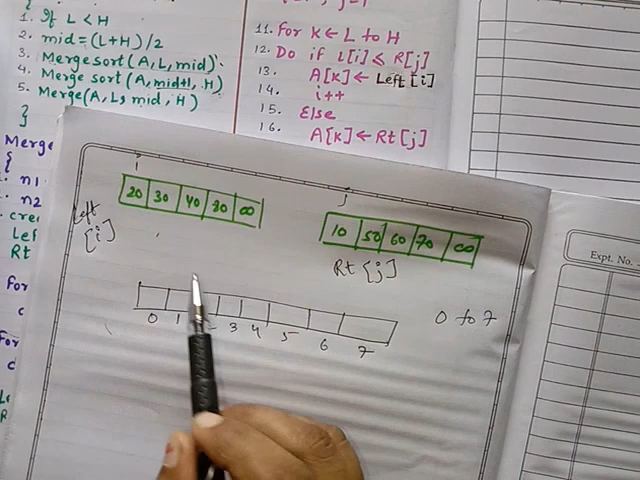 1. If L < H
2. mid = (L+H)/2
3. Mergesort (A, L, mid)
4. Merge sort (A, mid+1, H)
5. Merge (A, L, mid, H)
}
Merge
{
n1
n2
Lef
Rt
For
11. For K ← L to H
12. Do if L[i] ≤ R[j]
13. A[K] ← Left [i]
14. i++
15. Else
16. A[K] ← Rt [j]
i
20 30 40 80 ∞
Left
[i]
j
10 50 60 70 ∞
Rt [j]
0 1 2 3 4 5 6 7
0 to 7
Expt. No.